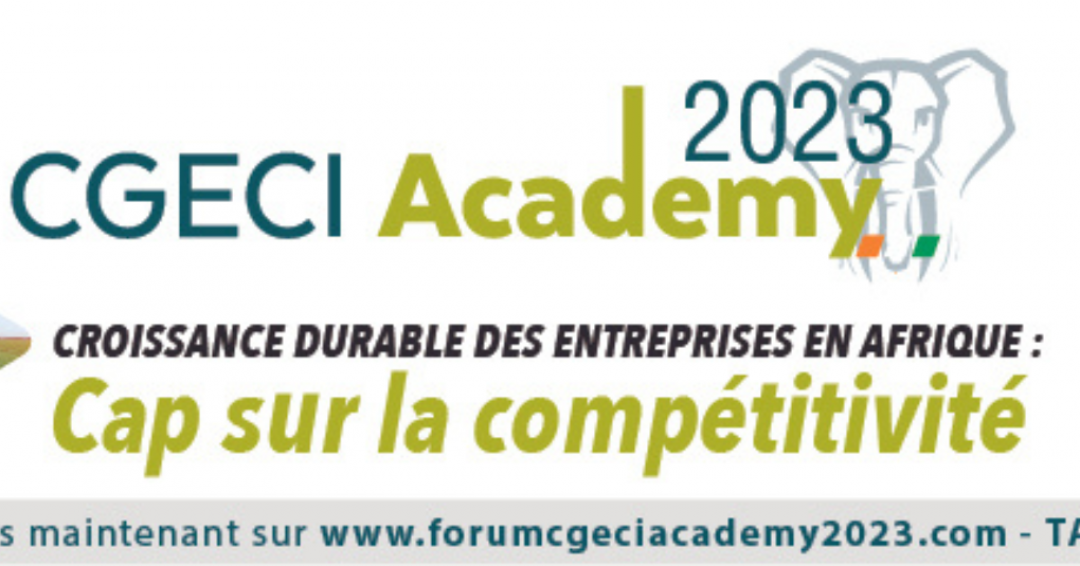 2023
CGECI Academy
CROISSANCE DURABLE DES ENTREPRISES EN AFRIQUE :
Cap sur la compétitivité
maintenant sur www.forumcgeciacademy2023.com -